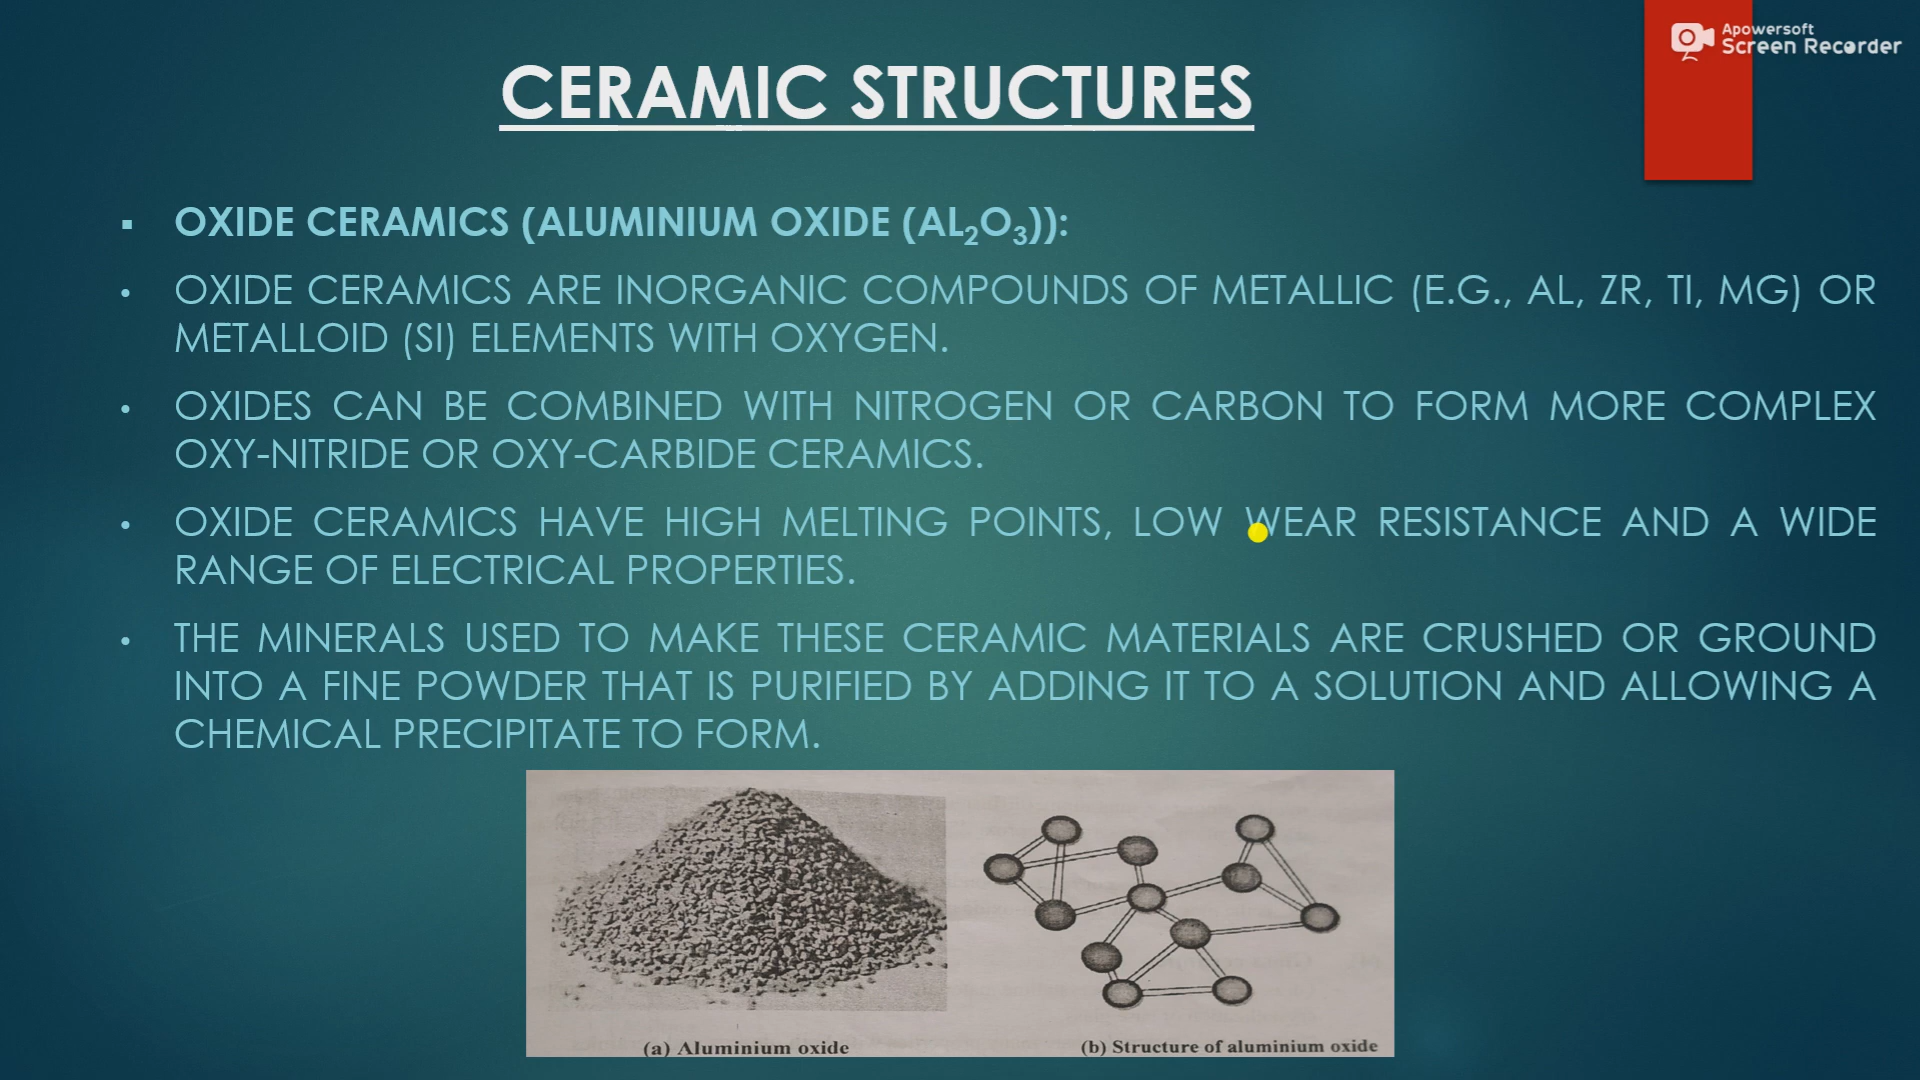 Apowersoft
Screen Recorder
CERAMIC STRUCTURES
▪ OXIDE CERAMICS (ALUMINIUM OXIDE (AL₂O₃)):
• OXIDE CERAMICS ARE INORGANIC COMPOUNDS OF METALLIC (E.G., AL, ZR, TI, MG) OR
METALLOID (SI) ELEMENTS WITH OXYGEN.
• OXIDES CAN BE COMBINED WITH NITROGEN OR CARBON TO FORM MORE COMPLEX
OXY-NITRIDE OR OXY-CARBIDE CERAMICS.
• OXIDE CERAMICS HAVE HIGH MELTING POINTS, LOW WEAR RESISTANCE AND A WIDE
RANGE OF ELECTRICAL PROPERTIES.
• THE MINERALS USED TO MAKE THESE CERAMIC MATERIALS ARE CRUSHED OR GROUND
INTO A FINE POWDER THAT IS PURIFIED BY ADDING IT TO A SOLUTION AND ALLOWING A
CHEMICAL PRECIPITATE TO FORM.
(a) Aluminium oxide
(b) Structure of aluminium oxide